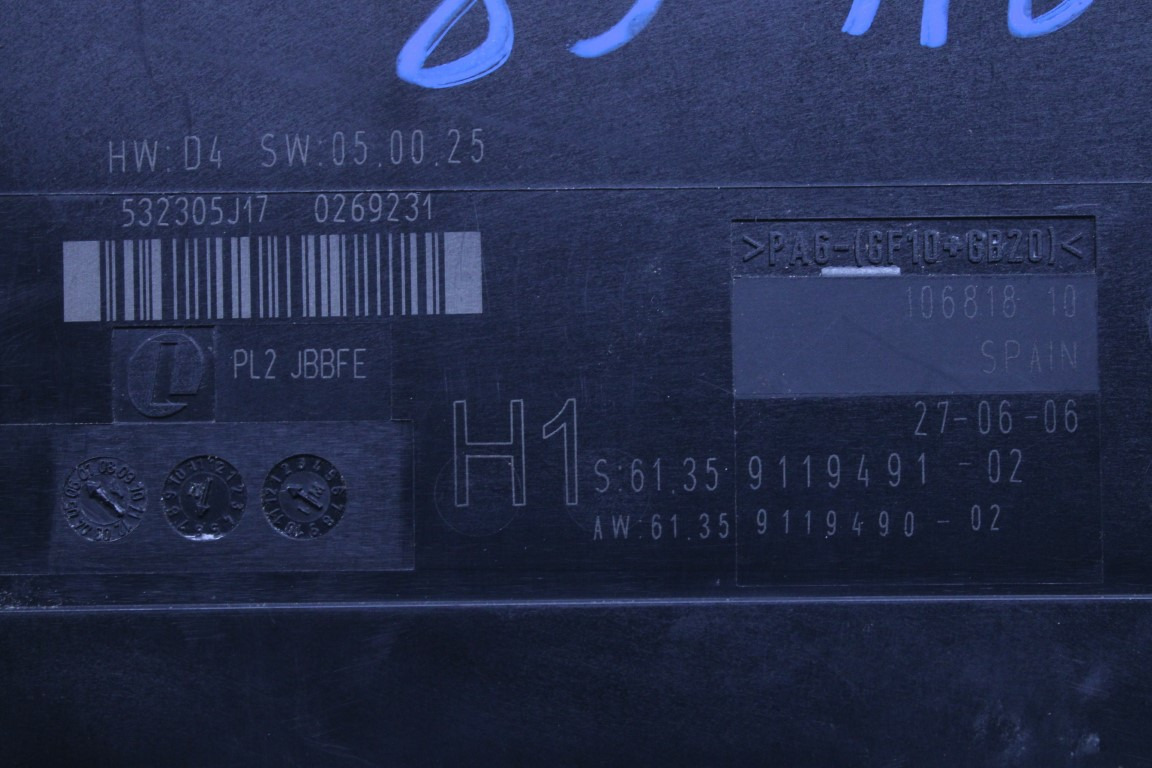 HW:D4 SW:05.00.25
532305J17 0269231
>PA6-(GF10+GB20)<
106818 10
SPAIN
PL2 JBBFE
27-06-06
H1
S:61.35 9119491 -02
AW:61.35 9119490-02